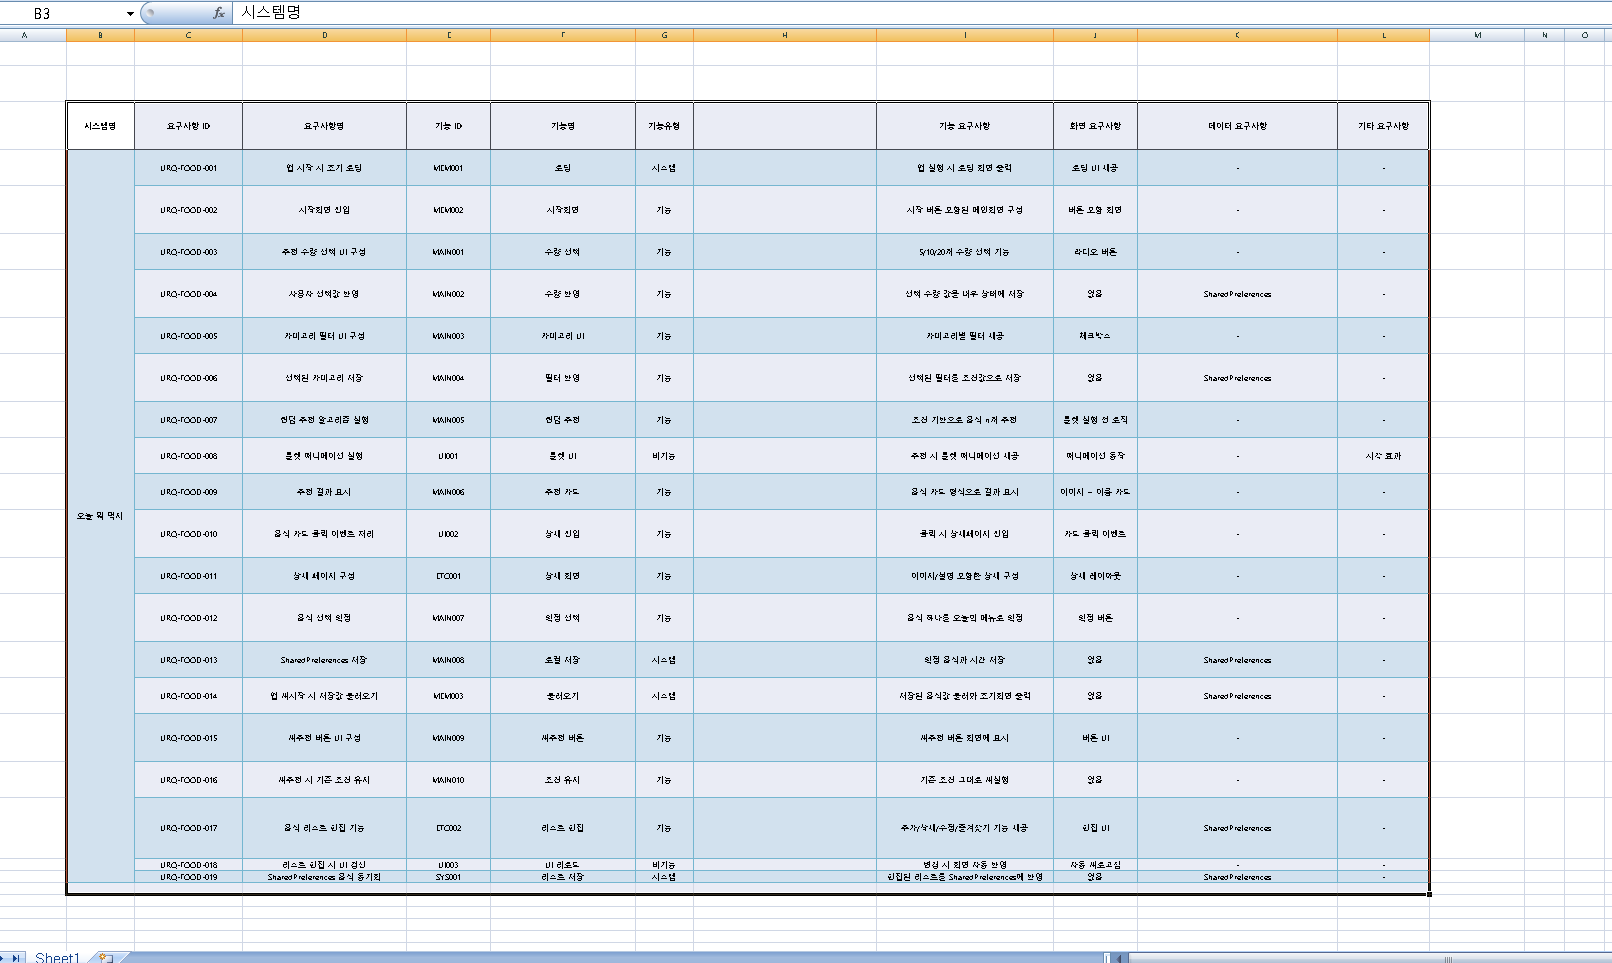 B3 fx 시스템명
A B C D E F G H I J K L M N O
시스템명 요구사항 ID 요구사항명 기능 ID 기능명 기능유형 기능 요구사항 화면 요구사항 데이터 요구사항 기타 요구사항
오늘 뭐 먹지
URQ-FOOD-001 앱 시작 시 초기 로딩 MEM001 로딩 시스템 앱 실행 시 로딩 화면 출력 로딩 UI 제공 - -
URQ-FOOD-002 시작화면 진입 MEM002 시작화면 기능 시작 버튼 포함된 메인화면 구성 버튼 포함 화면 - -
URQ-FOOD-003 추천 수량 선택 UI 구성 MAIN001 수량 선택 기능 5/10/20개 수량 선택 기능 라디오 버튼 - -
URQ-FOOD-004 사용자 선택값 반영 MAIN002 수량 반영 기능 선택 수량 값을 내부 상태에 저장 없음 SharedPreferences -
URQ-FOOD-005 카테고리 필터 UI 구성 MAIN003 카테고리 UI 기능 카테고리별 필터 제공 체크박스 - -
URQ-FOOD-006 선택된 카테고리 저장 MAIN004 필터 반영 기능 선택된 필터를 조건값으로 저장 없음 SharedPreferences -
URQ-FOOD-007 랜덤 추천 알고리즘 실행 MAIN005 랜덤 추천 기능 조건 기반으로 음식 n개 추천 룰렛 실행 전 로직 - -
URQ-FOOD-008 룰렛 애니메이션 실행 UI001 룰렛 UI 비기능 추천 시 룰렛 애니메이션 제공 애니메이션 동작 - 시각 효과
URQ-FOOD-009 추천 결과 표시 MAIN006 추천 카드 기능 음식 카드 형식으로 결과 표시 이미지 + 이름 카드 - -
URQ-FOOD-010 음식 카드 클릭 이벤트 처리 UI002 상세 진입 기능 클릭 시 상세페이지 진입 카드 클릭 이벤트 - -
URQ-FOOD-011 상세 페이지 구성 ETC001 상세 화면 기능 이미지/설명 포함한 상세 구성 상세 레이아웃 - -
URQ-FOOD-012 음식 선택 확정 MAIN007 확정 선택 기능 음식 하나를 오늘의 메뉴로 확정 확정 버튼 - -
URQ-FOOD-013 SharedPreferences 저장 MAIN008 로컬 저장 시스템 확정 음식과 시간 저장 없음 SharedPreferences -
URQ-FOOD-014 앱 재시작 시 저장값 불러오기 MEM003 불러오기 시스템 저장된 음식값 불러와 초기화면 출력 없음 SharedPreferences -
URQ-FOOD-015 재추천 버튼 UI 구성 MAIN009 재추천 버튼 기능 재추천 버튼 화면에 표시 버튼 UI - -
URQ-FOOD-016 재추천 시 기존 조건 유지 MAIN010 조건 유지 기능 기존 조건 그대로 재실행 없음 - -
URQ-FOOD-017 음식 리스트 편집 기능 ETC002 리스트 편집 기능 추가/삭제/수정/즐겨찾기 기능 제공 편집 UI SharedPreferences -
URQ-FOOD-018 리스트 편집 시 UI 갱신 UI003 UI 리로드 비기능 변경 시 화면 자동 반영 자동 새로고침 - -
URQ-FOOD-019 SharedPreferences 음식 동기화 SYS001 리스트 저장 시스템 편집된 리스트를 SharedPreferences에 반영 없음 SharedPreferences -
Sheet1